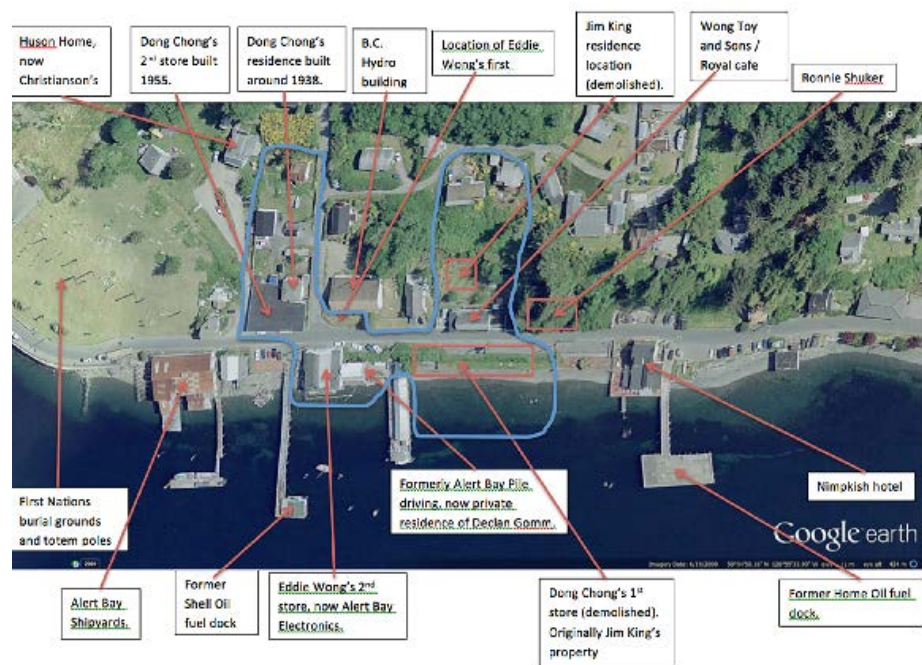 Huson Home,
now
Christianson's
Dong Chong's
2nd store built
1955.
Dong Chong's
residence built
around 1938.
B.C.
Hydro
building
Location of Eddie
Wong's first
Jim King
residence
location
(demolished).
Wong Toy
and Sons /
Royal cafe
Ronnie Shuker
First Nations
burial grounds
and totem poles
Alert Bay
Shipyards.
Former
Shell Oil
fuel dock
Eddie Wong's 2nd
store, now Alert Bay
Electronics.
Formerly Alert Bay Pile
driving, now private
residence of Declan Gomm.
Dong Chong's 1st
store (demolished).
Originally Jim King's
property
Nimpkish hotel
Former Home Oil fuel
dock.
Google earth
Imagery Date:
eye alt